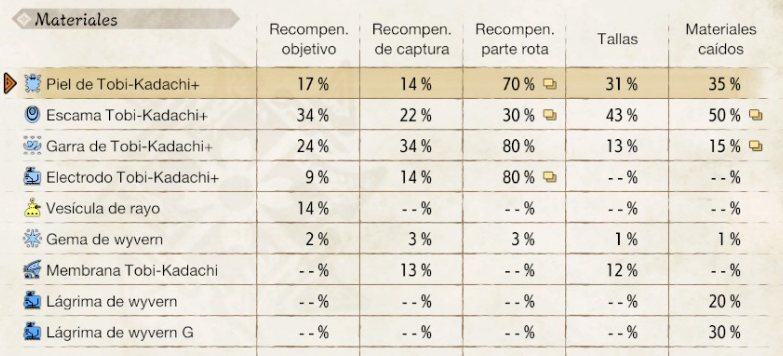 Materiales
Recompen. objetivo Recompen. de captura Recompen. parte rota Tallas Materiales caídos
Piel de Tobi-Kadachi+ 17 % 14 % 70 % 31 % 35 %
Escama Tobi-Kadachi+ 34 % 22 % 30 % 43 % 50 %
Garra de Tobi-Kadachi+ 24 % 34 % 80 % 13 % 15 %
Electrodo Tobi-Kadachi+ 9 % 14 % 80 % --% --%
Vesícula de rayo 14 % --% --% --% --%
Gema de wyvern 2 % 3 % 3 % 1 % 1 %
Membrana Tobi-Kadachi --% 13 % --% 12 % --%
Lágrima de wyvern --% --% --% --% 20 %
Lágrima de wyvern G --% --% --% --% 30 %